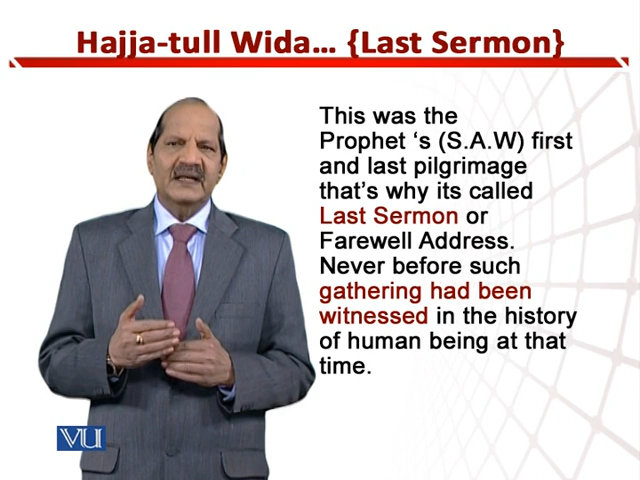 Hajja-tull Wida... {Last Sermon}
This was the
Prophet ‘s (S.A.W) first
and last pilgrimage
that’s why its called
Last Sermon or
Farewell Address.
Never before such
gathering had been
witnessed in the history
of human being at that
time.
VU